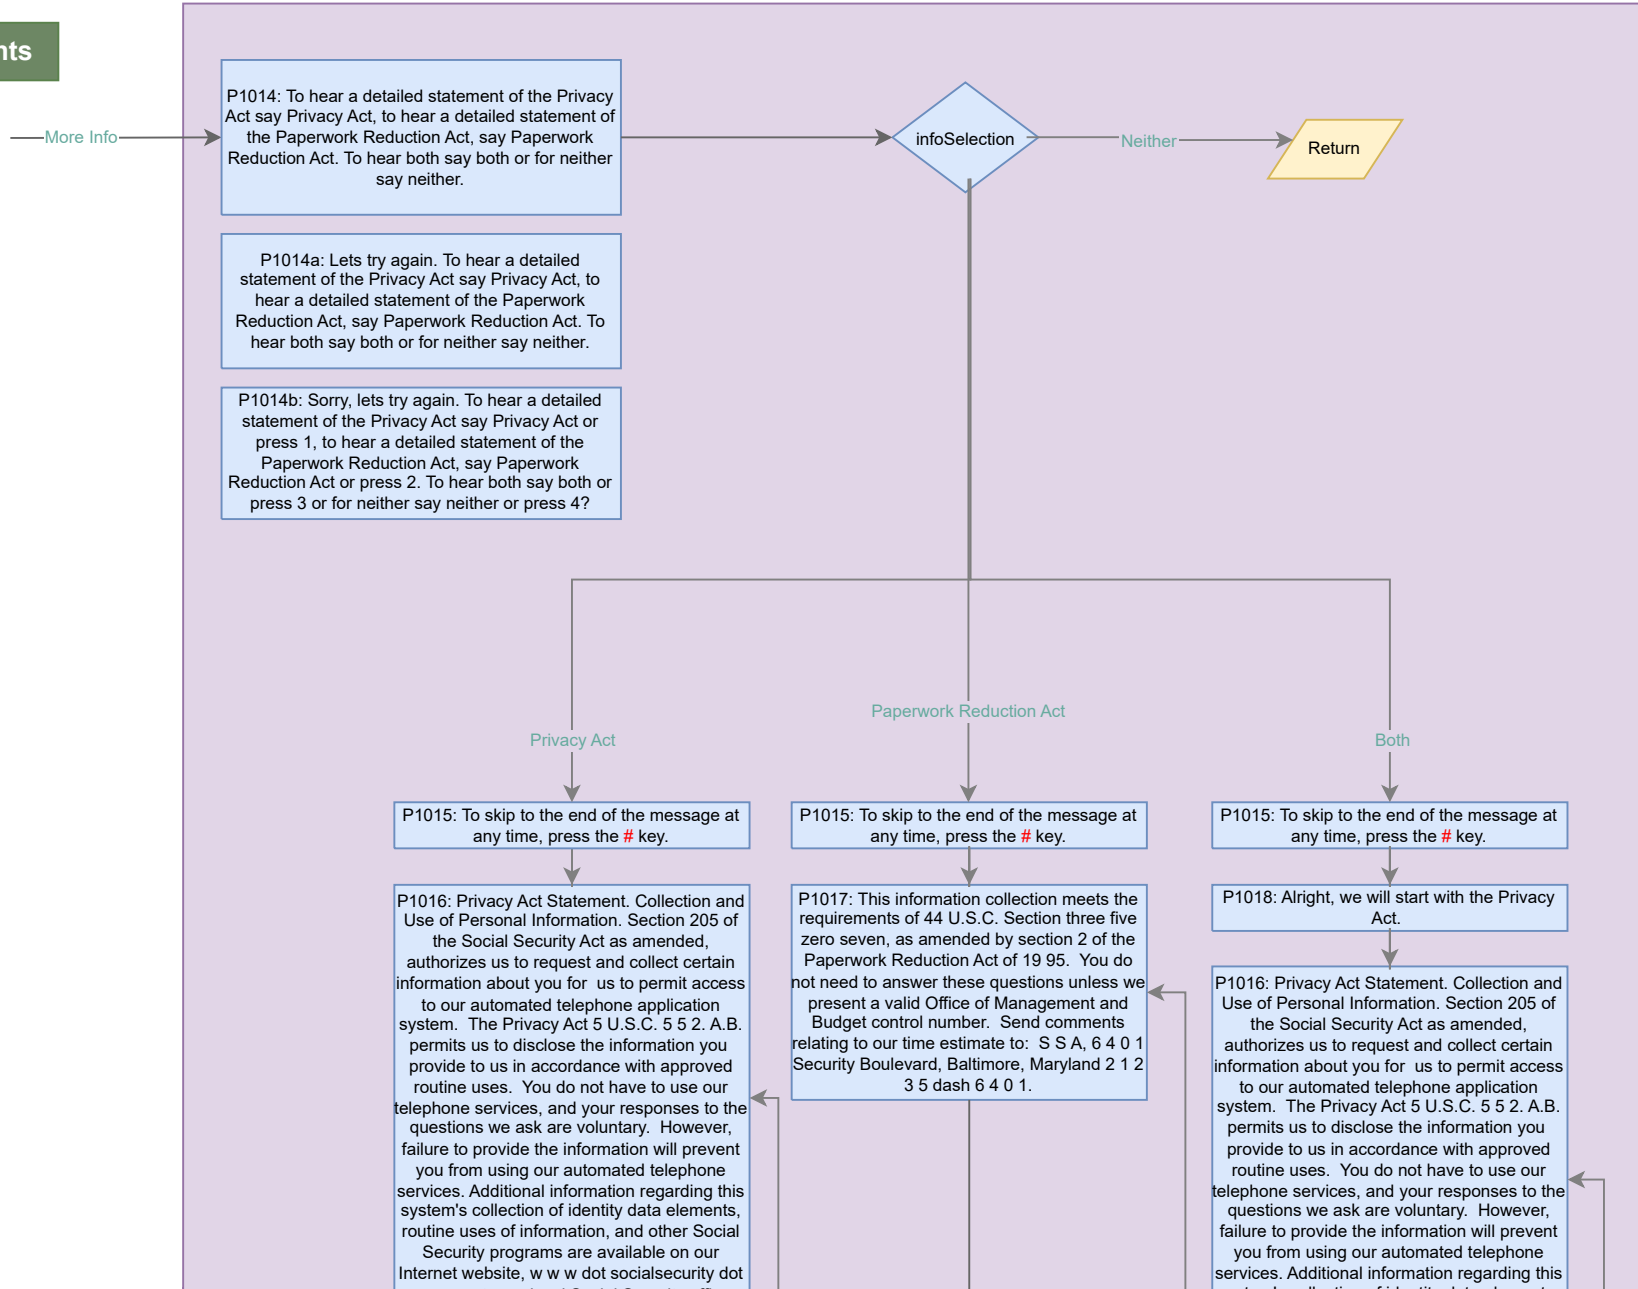 nts
More Info
P1014: To hear a detailed statement of the Privacy
Act say Privacy Act, to hear a detailed statement of
the Paperwork Reduction Act, say Paperwork
Reduction Act. To hear both say both or for neither
say neither.
infoSelection
Neither
Return
P1014a: Lets try again. To hear a detailed
statement of the Privacy Act say Privacy Act, to
hear a detailed statement of the Paperwork
Reduction Act, say Paperwork Reduction Act. To
hear both say both or for neither say neither.
P1014b: Sorry, lets try again. To hear a detailed
statement of the Privacy Act say Privacy Act or
press 1, to hear a detailed statement of the
Paperwork Reduction Act, say Paperwork
Reduction Act or press 2. To hear both say both or
press 3 or for neither say neither or press 4?
Privacy Act
Paperwork Reduction Act
Both
P1015: To skip to the end of the message at
any time, press the # key.
P1016: Privacy Act Statement. Collection and
Use of Personal Information. Section 205 of
the Social Security Act as amended,
authorizes us to request and collect certain
information about you for  us to permit access
to our automated telephone application
system.  The Privacy Act 5 U.S.C. 5 5 2. A.B.
permits us to disclose the information you
provide to us in accordance with approved
routine uses.  You do not have to use our
telephone services, and your responses to the
questions we ask are voluntary.  However,
failure to provide the information will prevent
you from using our automated telephone
services. Additional information regarding this
system's collection of identity data elements,
routine uses of information, and other Social
Security programs are available on our
Internet website, w w w dot socialsecurity dot
P1015: To skip to the end of the message at
any time, press the # key.
P1017: This information collection meets the
requirements of 44 U.S.C. Section three five
zero seven, as amended by section 2 of the
Paperwork Reduction Act of 19 95.  You do
not need to answer these questions unless we
present a valid Office of Management and
Budget control number.  Send comments
relating to our time estimate to:  S S A, 6 4 0 1
Security Boulevard, Baltimore, Maryland 2 1 2
3 5 dash 6 4 0 1.
P1015: To skip to the end of the message at
any time, press the # key.
P1018: Alright, we will start with the Privacy
Act.
P1016: Privacy Act Statement. Collection and
Use of Personal Information. Section 205 of
the Social Security Act as amended,
authorizes us to request and collect certain
information about you for  us to permit access
to our automated telephone application
system.  The Privacy Act 5 U.S.C. 5 5 2. A.B.
permits us to disclose the information you
provide to us in accordance with approved
routine uses.  You do not have to use our
telephone services, and your responses to the
questions we ask are voluntary.  However,
failure to provide the information will prevent
you from using our automated telephone
services. Additional information regarding this